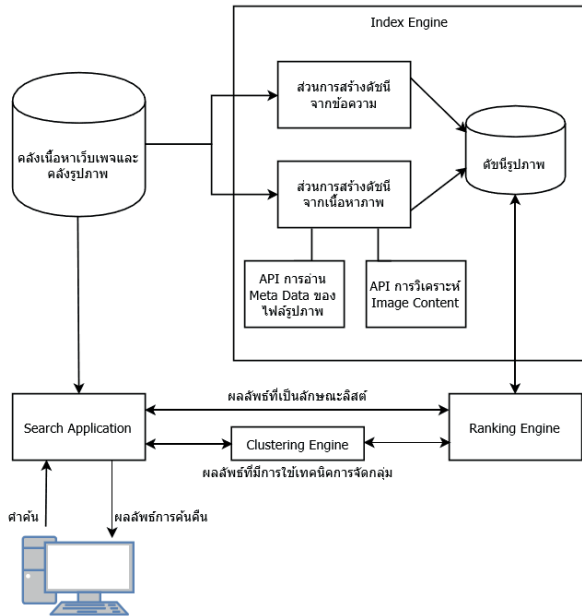 Index Engine
ส่วนการสร้างดัชนี
จากข้อความ
คลังเนื้อหาเว็บเพจและ
คลังรูปภาพ
ดัชนีรูปภาพ
ส่วนการสร้างดัชนี
จากเนื้อหาภาพ
API การอ่าน
Meta Data ของ
ไฟล์รูปภาพ
API การวิเคราะห์
Image Content
ผลลัพธ์ที่เป็นลักษณะลิสต์
Search Application
Ranking Engine
Clustering Engine
ผลลัพธ์ที่มีการใช้เทคนิคการจัดกลุ่ม
คำค้น
ผลลัพธ์การค้นคืน